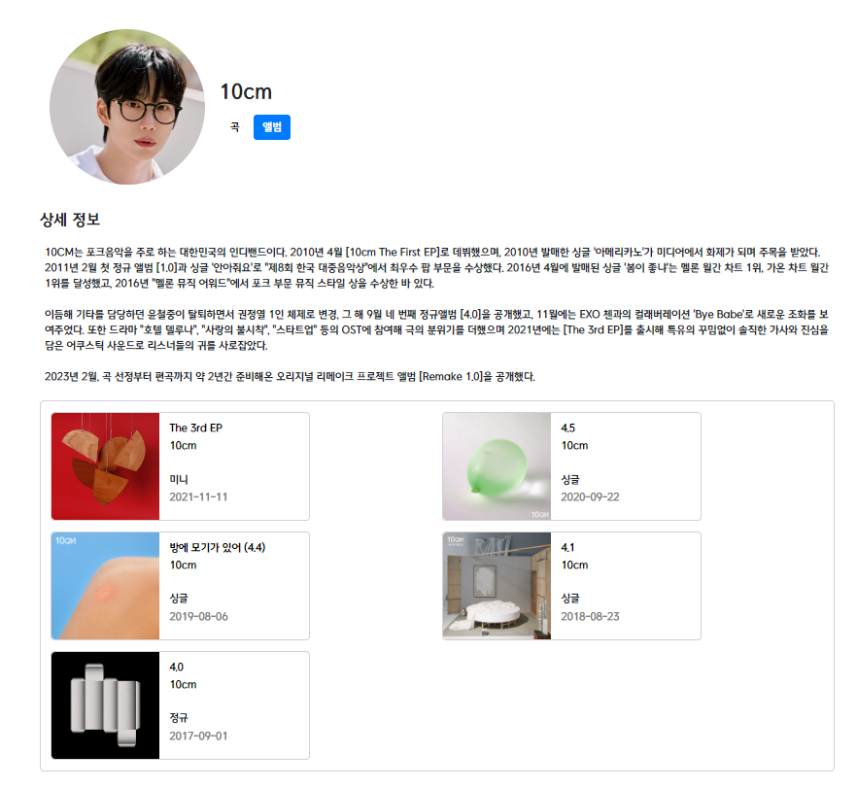 10cm
곡 앨범
상세 정보
10CM는 포크음악을 주로 하는 대한민국의 인디밴드이다. 2010년 4월 [10cm The First EP]로 데뷔했으며, 2010년 발매한 싱글 '아메리카노'가 미디어에서 화제가 되며 주목을 받았다.
2011년 2월 첫 정규 앨범 [1.0]과 싱글 '안아줘요'로 "제8회 한국 대중음악상"에서 최우수 팝 부문을 수상했다. 2016년 4월에 발매된 싱글 '봄이 좋냐'는 멜론 월간 차트 1위, 가온 차트 월간
1위를 달성했고, 2016년 "멜론 뮤직 어워드"에서 포크 부문 뮤직 스타일 상을 수상한 바 있다.
이듬해 기타를 담당하던 윤철종이 탈퇴하면서 권정열 1인 체제로 변경, 그 해 9월 네 번째 정규앨범 [4.0]을 공개했고, 11월에는 EXO 첸과의 컬래버레이션 'Bye Babe'로 새로운 조화를 보
여주었다. 또한 드라마 "호텔 델루나", "사랑의 불시착", "스타트업" 등의 OST에 참여해 극의 분위기를 더했으며 2021년에는 [The 3rd EP]를 출시해 특유의 꾸밈없이 솔직한 가사와 진심을
담은 어쿠스틱 사운드로 리스너들의 귀를 사로잡았다.
2023년 2월, 곡 선정부터 편곡까지 약 2년간 준비해온 오리지널 리메이크 프로젝트 앨범 [Remake 1.0]을 공개했다.
The 3rd EP
10cm
미니
2021-11-11
4.5
10cm
싱글
2020-09-22
10CM
10CM
방에 모기가 있어 (4.4)
10cm
싱글
2019-08-06
10CM
4.1
10cm
싱글
2018-08-23
4.0
10cm
정규
2017-09-01